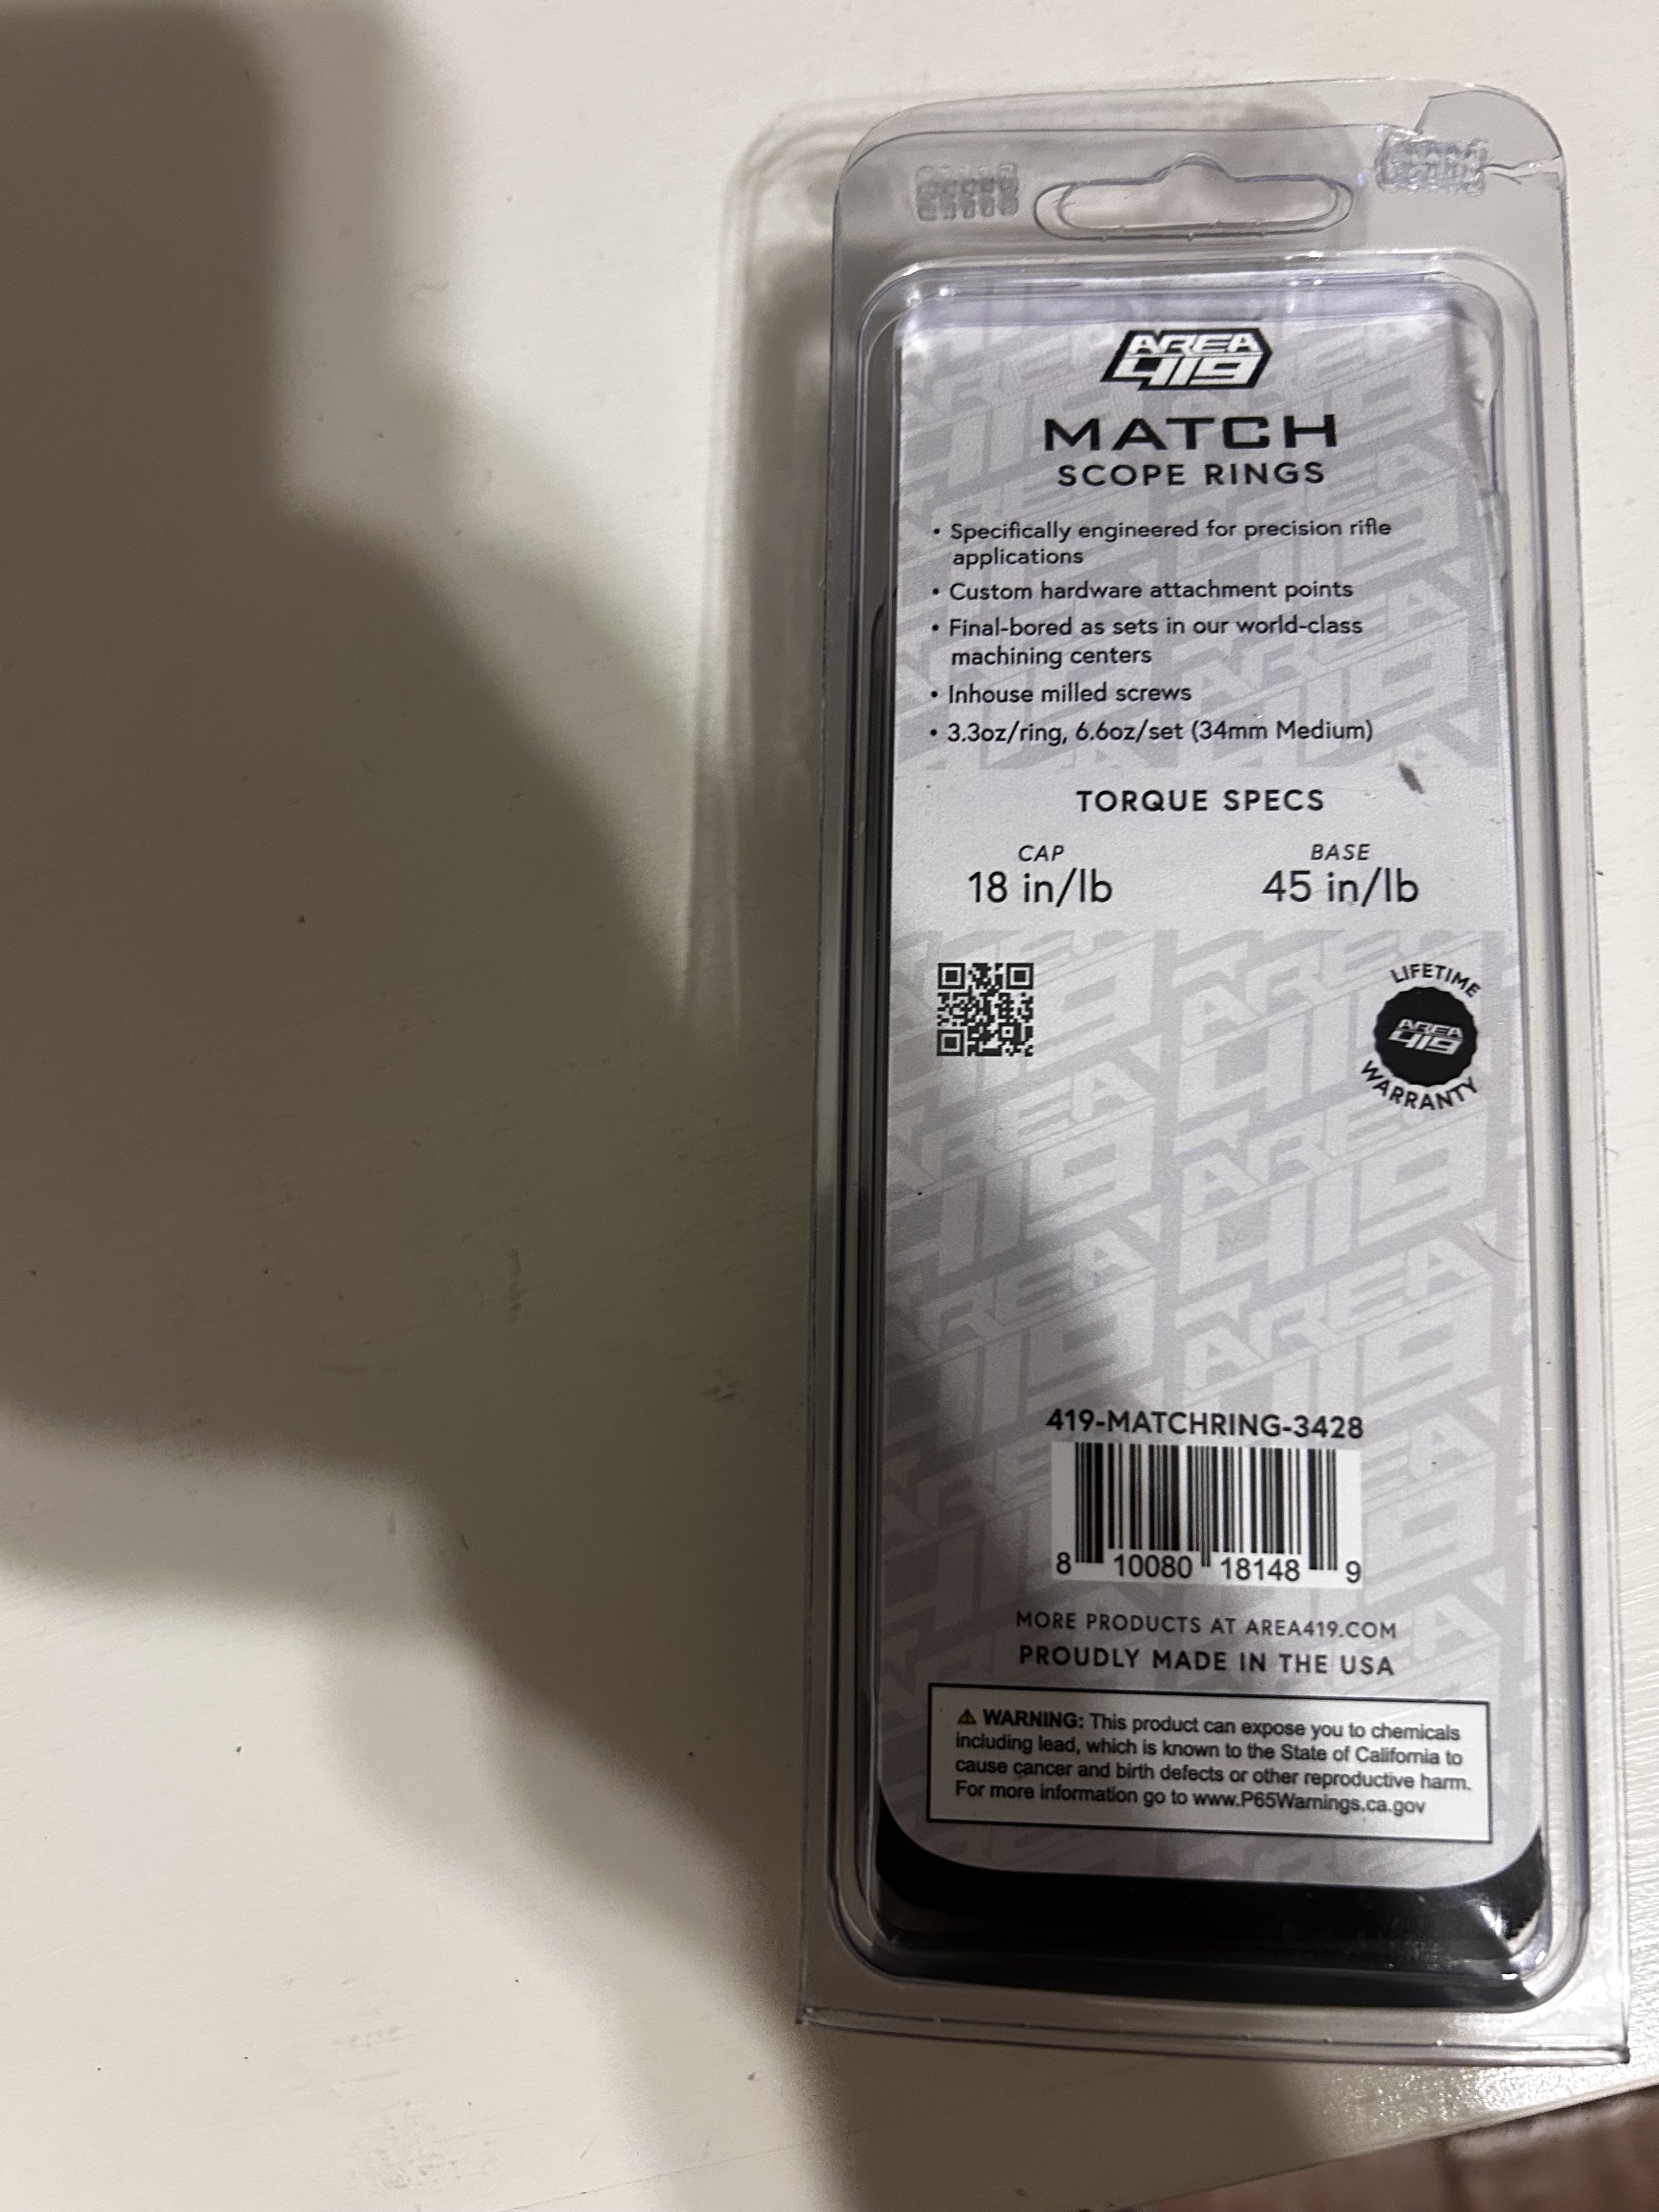 AREA
419
MATCH
SCOPE RINGS
• Specifically engineered for precision rifle
applications
• Custom hardware attachment points
• Final-bored as sets in our world-class
machining centers
• Inhouse milled screws
• 3.3oz/ring, 6.6oz/set (34mm Medium)
TORQUE SPECS
CAP BASE
18 in/lb 45 in/lb
LIFETIME
AREA
419
WARRANTY
419-MATCHRING-3428
8 10080 18148 9
MORE PRODUCTS AT AREA419.COM
PROUDLY MADE IN THE USA
⚠ WARNING: This product can expose you to chemicals
including lead, which is known to the State of California to
cause cancer and birth defects or other reproductive harm.
For more information go to www.P65Warnings.ca.gov